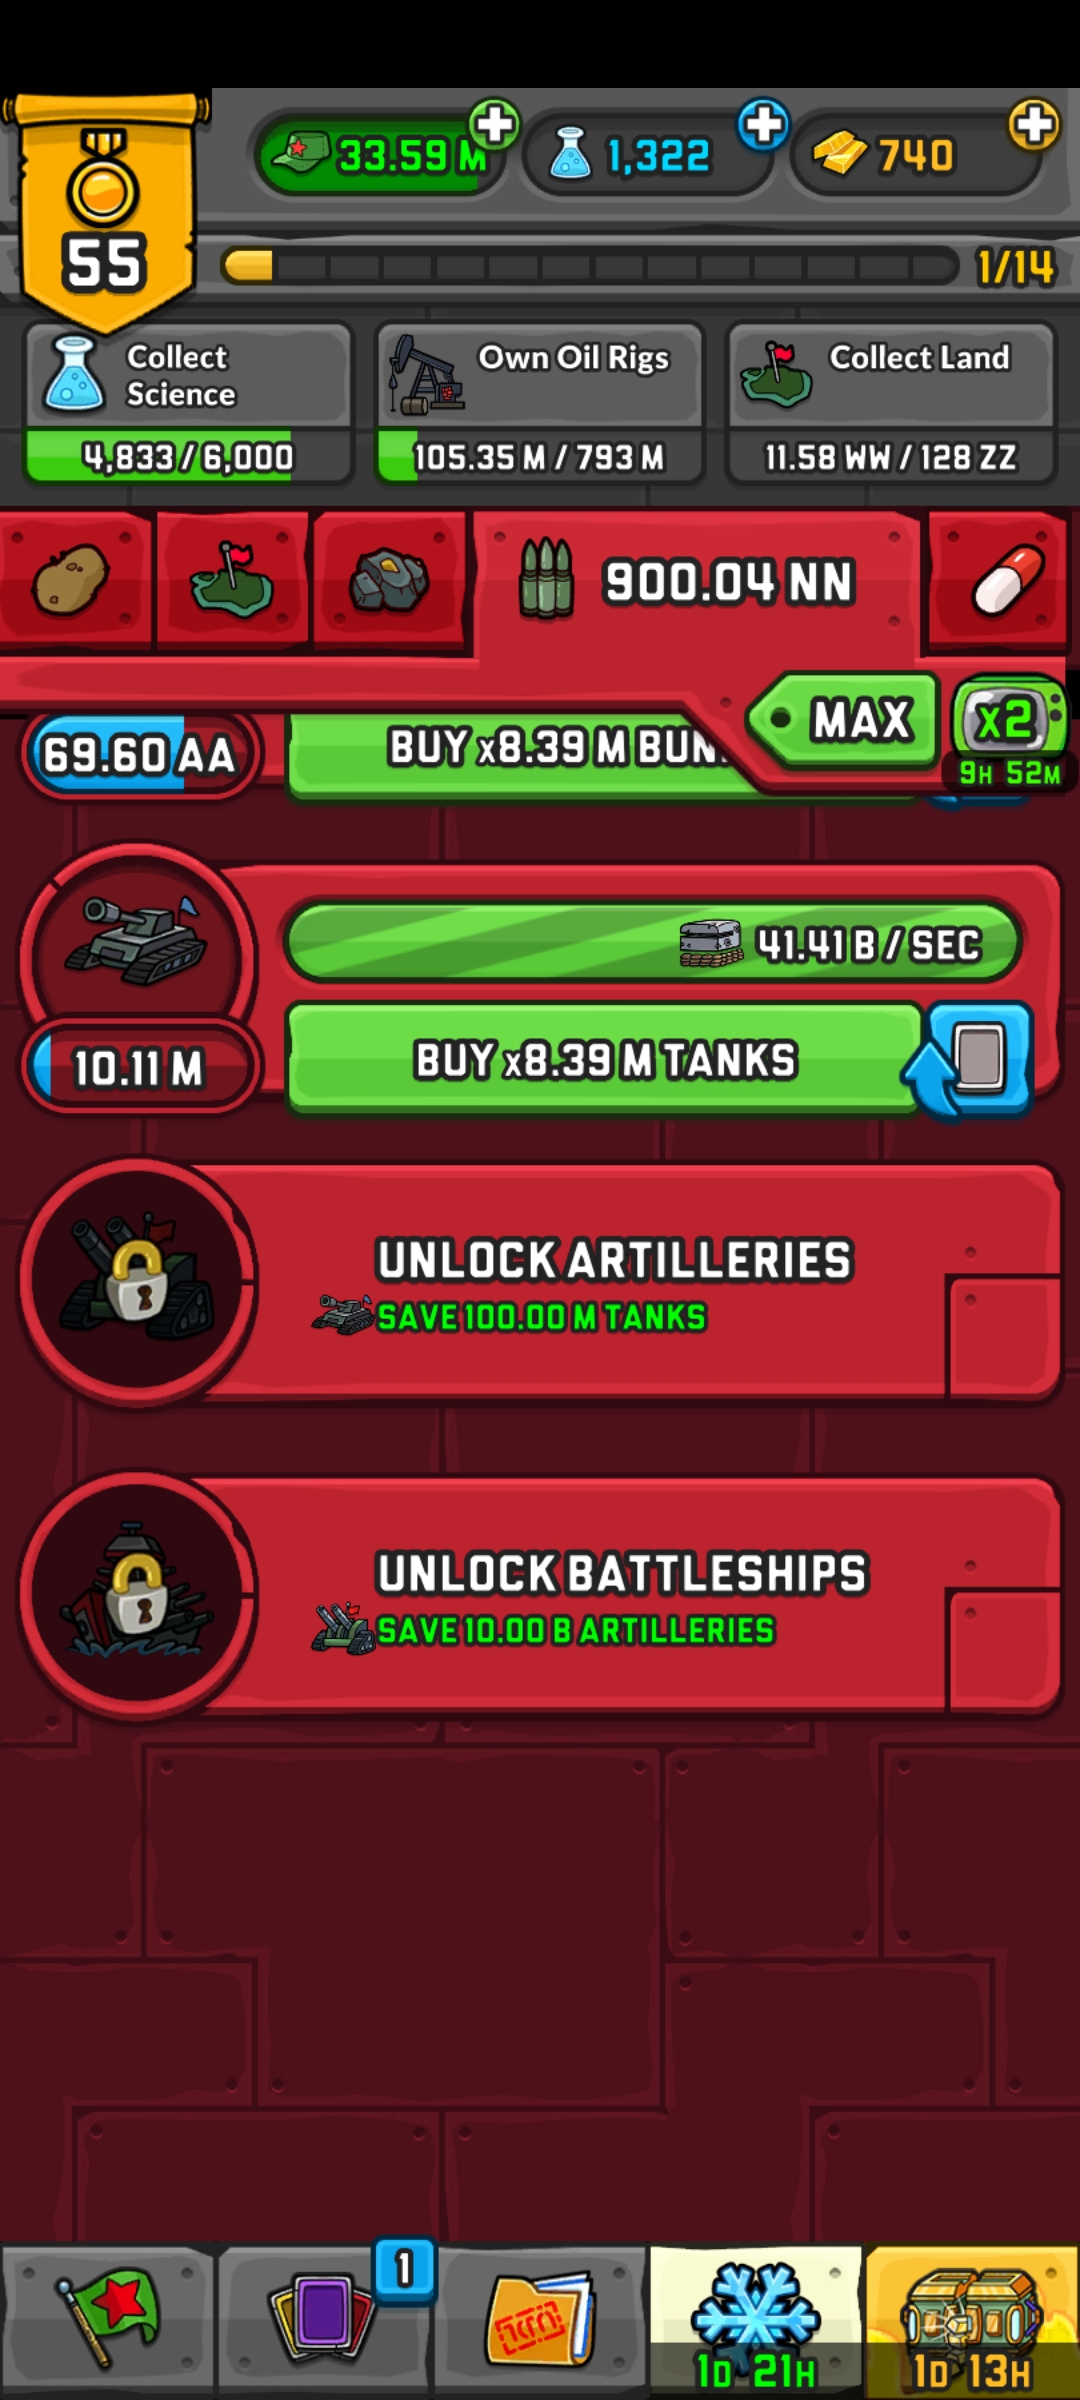 33.59 M
1,322
740
55
1/14
Collect
Science
4,833 / 6,000
Own Oil Rigs
105.35 M / 793 M
Collect Land
11.58 WW / 128 ZZ
900.04 NN
MAX
x2
9H 52M
69.60 AA
BUY x8.39 M BUN
41.41 B / SEC
10.11 M
BUY x8.39 M TANKS
UNLOCK ARTILLERIES
SAVE 100.00 M TANKS
UNLOCK BATTLESHIPS
SAVE 10.00 B ARTILLERIES
1
1D 21H
1D 13H